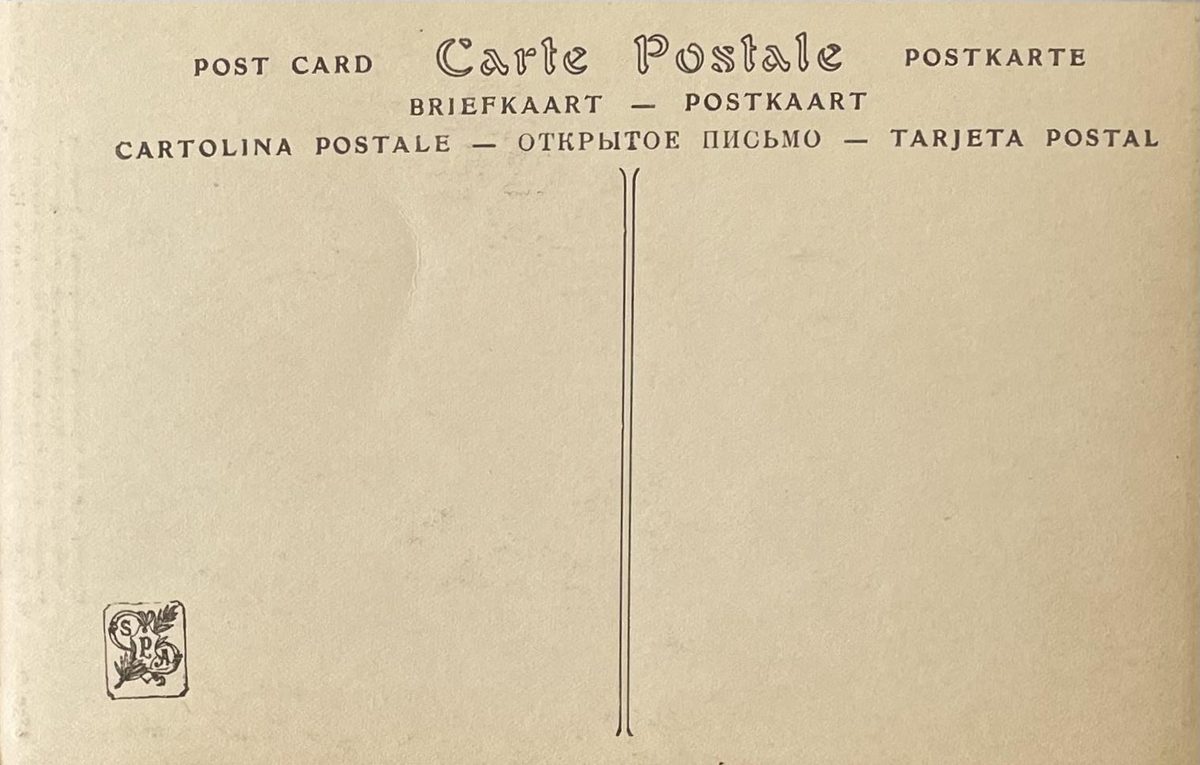 POST CARD Carte Postale POSTKARTE
BRIEFKAART — POSTKAART
CARTOLINA POSTALE — ОТКРЫТОЕ ПИСЬМО — TARJETA POSTAL
S
P
A